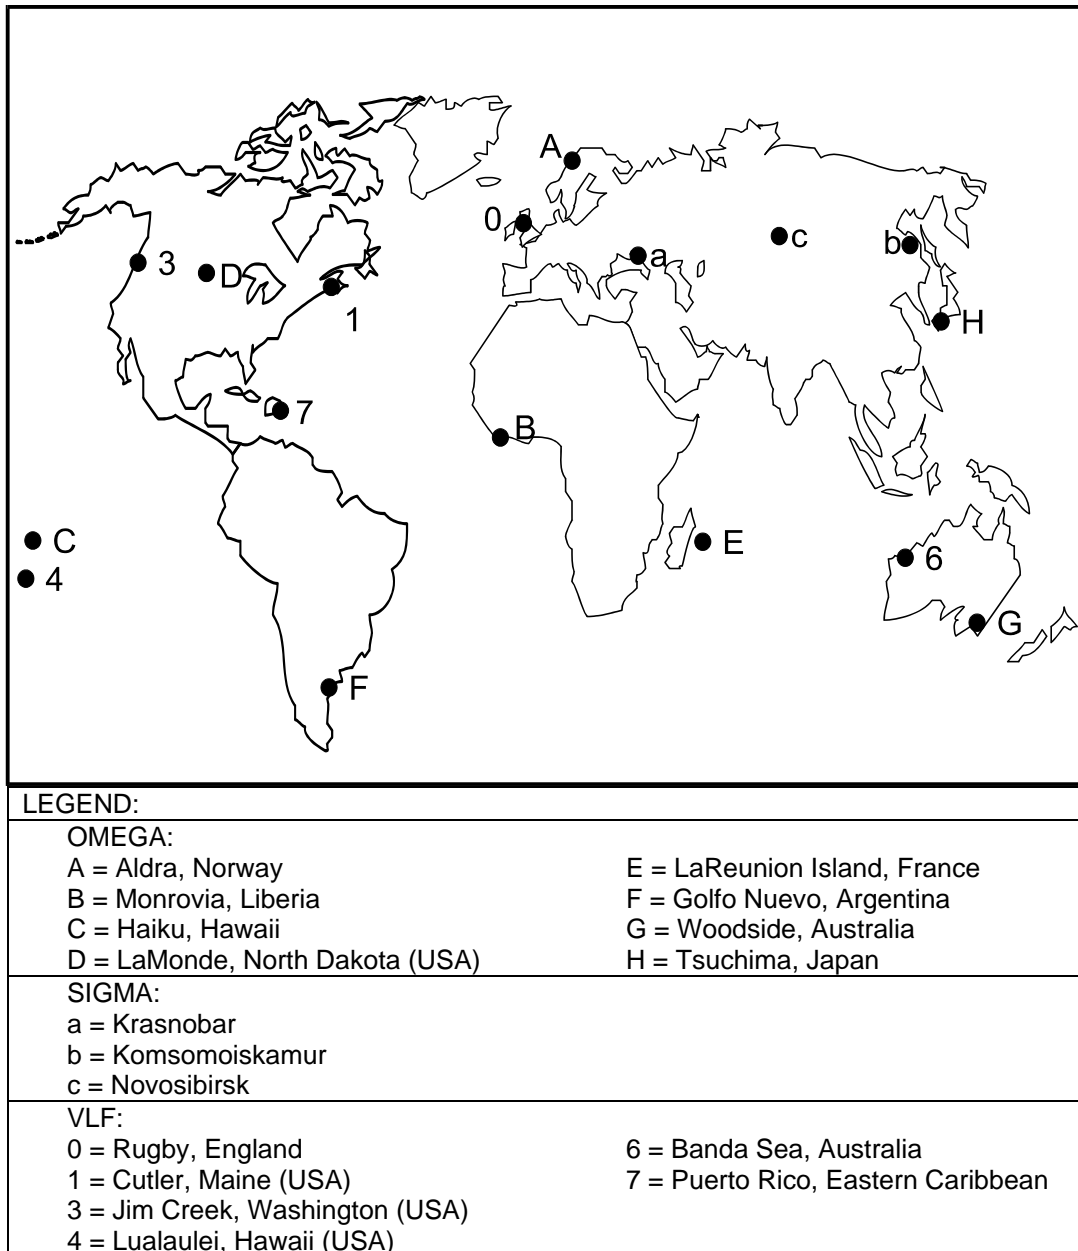 A
0
c
b
a
3
D
1
H
7
B
C
E
6
4
G
F
LEGEND:
OMEGA:
A = Aldra, Norway
B = Monrovia, Liberia
C = Haiku, Hawaii
D = LaMonde, North Dakota (USA)
E = LaReunion Island, France
F = Golfo Nuevo, Argentina
G = Woodside, Australia
H = Tsuchima, Japan
SIGMA:
a = Krasnobar
b = Komsomoiskamur
c = Novosibirsk
VLF:
0 = Rugby, England
1 = Cutler, Maine (USA)
3 = Jim Creek, Washington (USA)
4 = Lualaulei, Hawaii (USA)
6 = Banda Sea, Australia
7 = Puerto Rico, Eastern Caribbean